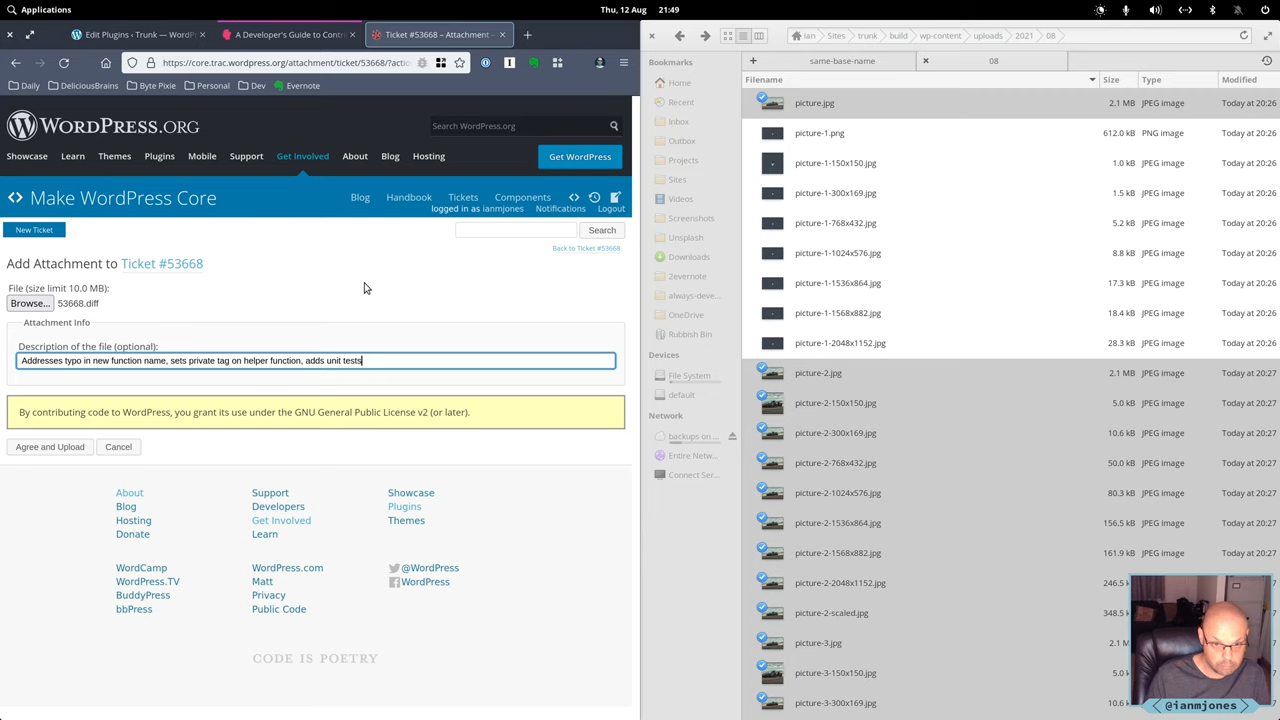 Applications
Thu, 12 Aug
21:49
Edit Plugins ‹ Trunk — WordP
A Developer's Guide to Contri
Ticket #53668 – Attachment –
https://core.trac.wordpress.org/attachment/ticket/53668/?actio
Daily
DeliciousBrains
Byte Pixie
Personal
Dev
Evernote
WORDPRESS.ORG
Search WordPress.org
Showcase
Learn
Themes
Plugins
Mobile
Support
Get Involved
About
Blog
Hosting
Get WordPress
Make WordPress Core
Blog
Handbook
Tickets
Components
logged in as ianmjones
Notifications
Logout
New Ticket
Search
Back to Ticket #53668
Add Attachment to Ticket #53668
File (size limit 10.0 MB):
Browse... 53668.diff
Attachment Info
Description of the file (optional):
Addresses typo in new function name, sets private tag on helper function, adds unit tests
By contributing code to WordPress, you grant its use under the GNU General Public License v2 (or later).
Agree and Upload
Cancel
About
Support
Showcase
Blog
Developers
Plugins
Hosting
Get Involved
Themes
Donate
Learn
WordCamp
WordPress.com
@WordPress
WordPress.TV
Matt
WordPress
BuddyPress
Privacy
bbPress
Public Code
CODE IS POETRY
ian
Sites
trunk
build
wp-content
uploads
2021
08
Bookmarks
Home
Recent
Inbox
Outbox
Projects
Sites
Videos
Screenshots
Unsplash
Downloads
2evernote
always-deve...
OneDrive
Rubbish Bin
Devices
File System
default
Network
backups on ...
Entire Netw...
Connect Ser...
same-base-name
08
Filename Size Type Modified
picture.jpg 2.1 MB JPEG image Today at 20:26
picture-1.png 612.0 kB PNG image Today at 20:26
picture-1-150x150.jpg 1.0 kB JPEG image Today at 20:26
picture-1-300x169.jpg 1.5 kB JPEG image Today at 20:26
picture-1-768x432.jpg 5.2 kB JPEG image Today at 20:26
picture-1-1024x576.jpg 8.8 kB JPEG image Today at 20:26
picture-1-1536x864.jpg 17.3 kB JPEG image Today at 20:26
picture-1-1568x882.jpg 18.2 kB JPEG image Today at 20:26
picture-1-2048x1152.jpg 28.3 kB JPEG image Today at 20:26
picture-2.jpg 2.1 MB JPEG image Today at 20:27
picture-2-150x150.jpg 5.0 kB JPEG image Today at 20:27
picture-2-300x169.jpg 10.6 kB JPEG image Today at 20:27
picture-2-768x432.jpg 50.0 kB JPEG image Today at 20:27
picture-2-1024x576.jpg 80.3 kB JPEG image Today at 20:27
picture-2-1536x864.jpg 156.5 kB JPEG image Today at 20:27
picture-2-1568x882.jpg 161.9 kB JPEG image Today at 20:27
picture-2-2048x1152.jpg 246.5
picture-2-scaled.jpg 348.5
picture-3.jpg 2.1
picture-3-150x150.jpg 5.0
picture-3-300x169.jpg 10.6
< @ianmjones >